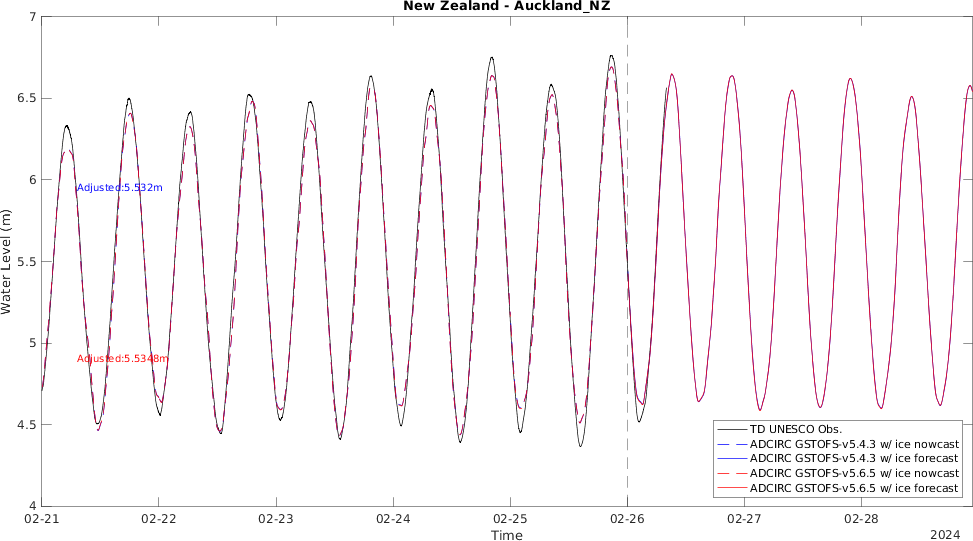 New Zealand - Auckland_NZ
7
6.5
6
5.5
5
4.5
4
Water Level (m)
Adjusted:5.532m
Adjusted:5.5348m
TD UNESCO Obs.
ADCIRC GSTOFS-v5.4.3 w/ ice nowcast
ADCIRC GSTOFS-v5.4.3 w/ ice forecast
ADCIRC GSTOFS-v5.6.5 w/ ice nowcast
ADCIRC GSTOFS-v5.6.5 w/ ice forecast
02-21 02-22 02-23 02-24 02-25 02-26 02-27 02-28
Time
2024